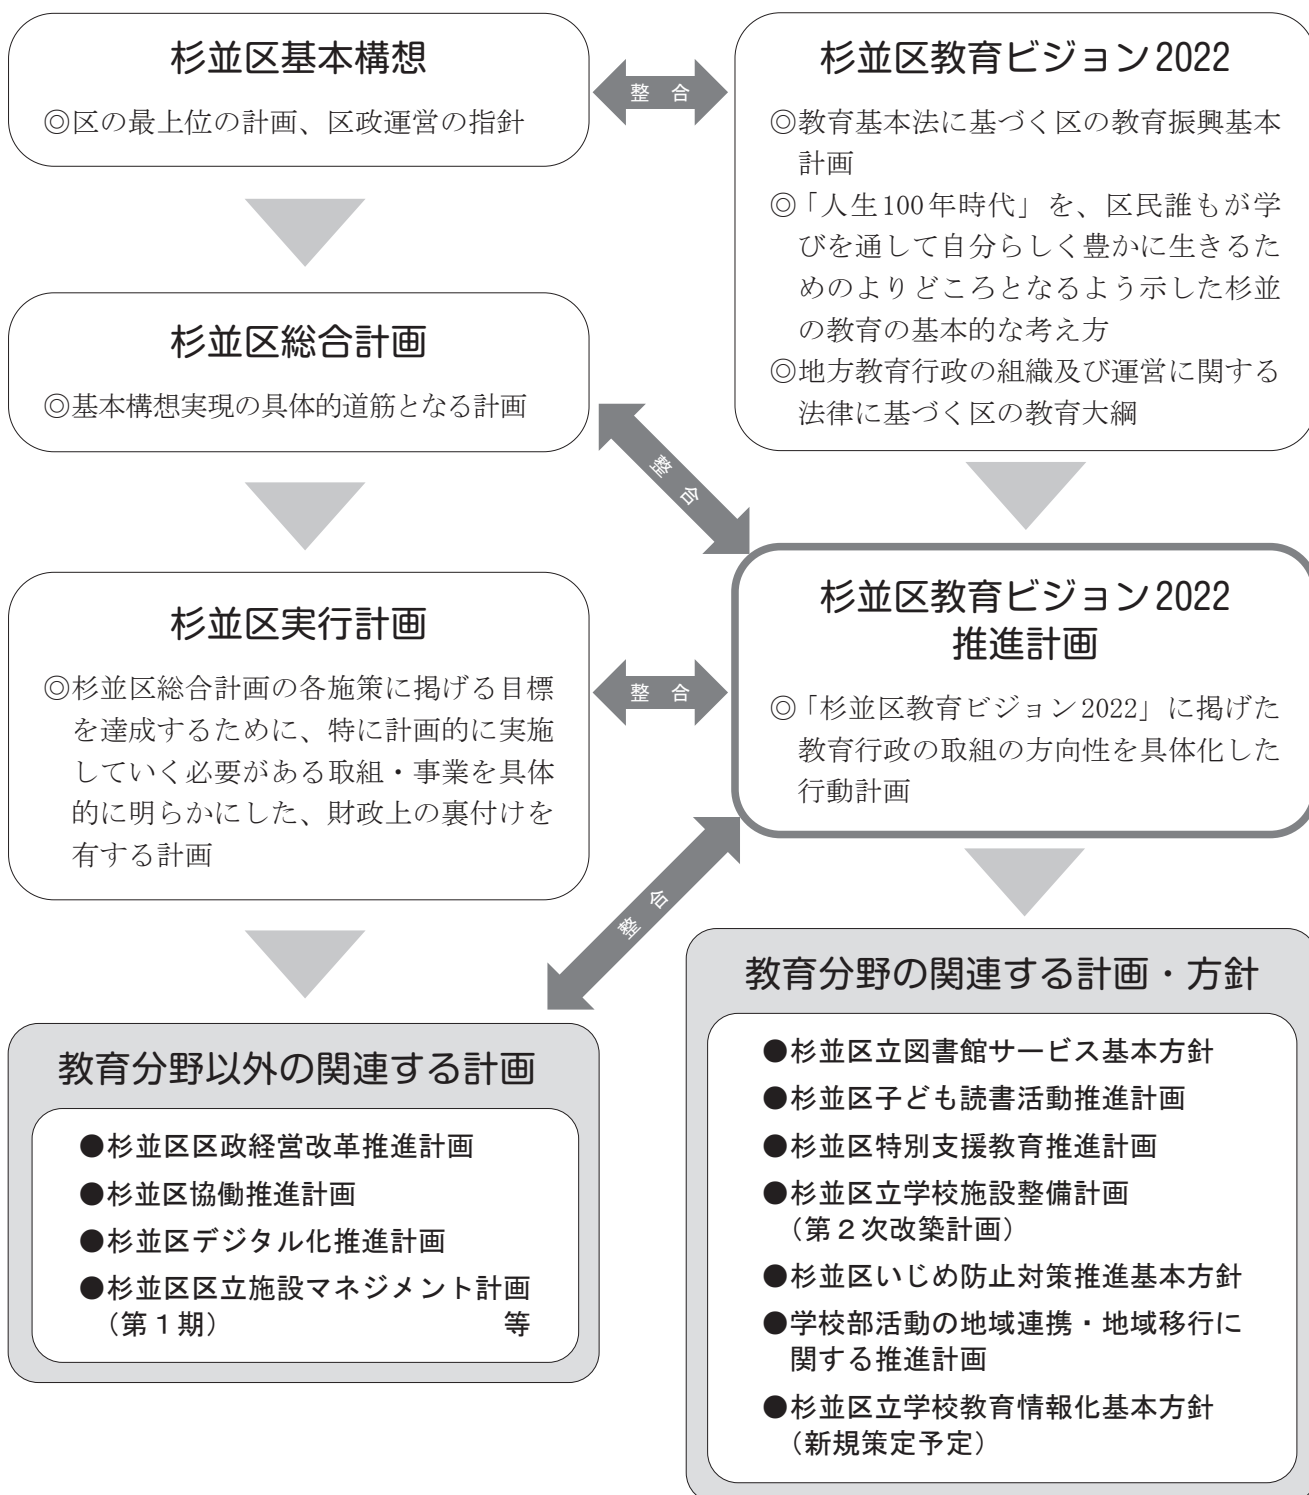 杉並区基本構想
◎区の最上位の計画、区政運営の指針
整 合
杉並区教育ビジョン2022
◎教育基本法に基づく区の教育振興基本
計画
◎「人生100年時代」を、区民誰もが学
びを通して自分らしく豊かに生きるた
めのよりどころとなるよう示した杉並
の教育の基本的な考え方
◎地方教育行政の組織及び運営に関する
法律に基づく区の教育大綱
杉並区総合計画
◎基本構想実現の具体的道筋となる計画
整 合
杉並区実行計画
◎杉並区総合計画の各施策に掲げる目標
を達成するために、特に計画的に実施
していく必要がある取組・事業を具体
的に明らかにした、財政上の裏付けを
有する計画
整 合
杉並区教育ビジョン2022
推進計画
◎「杉並区教育ビジョン2022」に掲げた
教育行政の取組の方向性を具体化した
行動計画
整 合
教育分野以外の関連する計画
●杉並区区政経営改革推進計画
●杉並区協働推進計画
●杉並区デジタル化推進計画
●杉並区区立施設マネジメント計画
（第１期） 等
教育分野の関連する計画・方針
●杉並区立図書館サービス基本方針
●杉並区子ども読書活動推進計画
●杉並区特別支援教育推進計画
●杉並区立学校施設整備計画
（第２次改築計画）
●杉並区いじめ防止対策推進基本方針
●学校部活動の地域連携・地域移行に
関する推進計画
●杉並区立学校教育情報化基本方針
（新規策定予定）